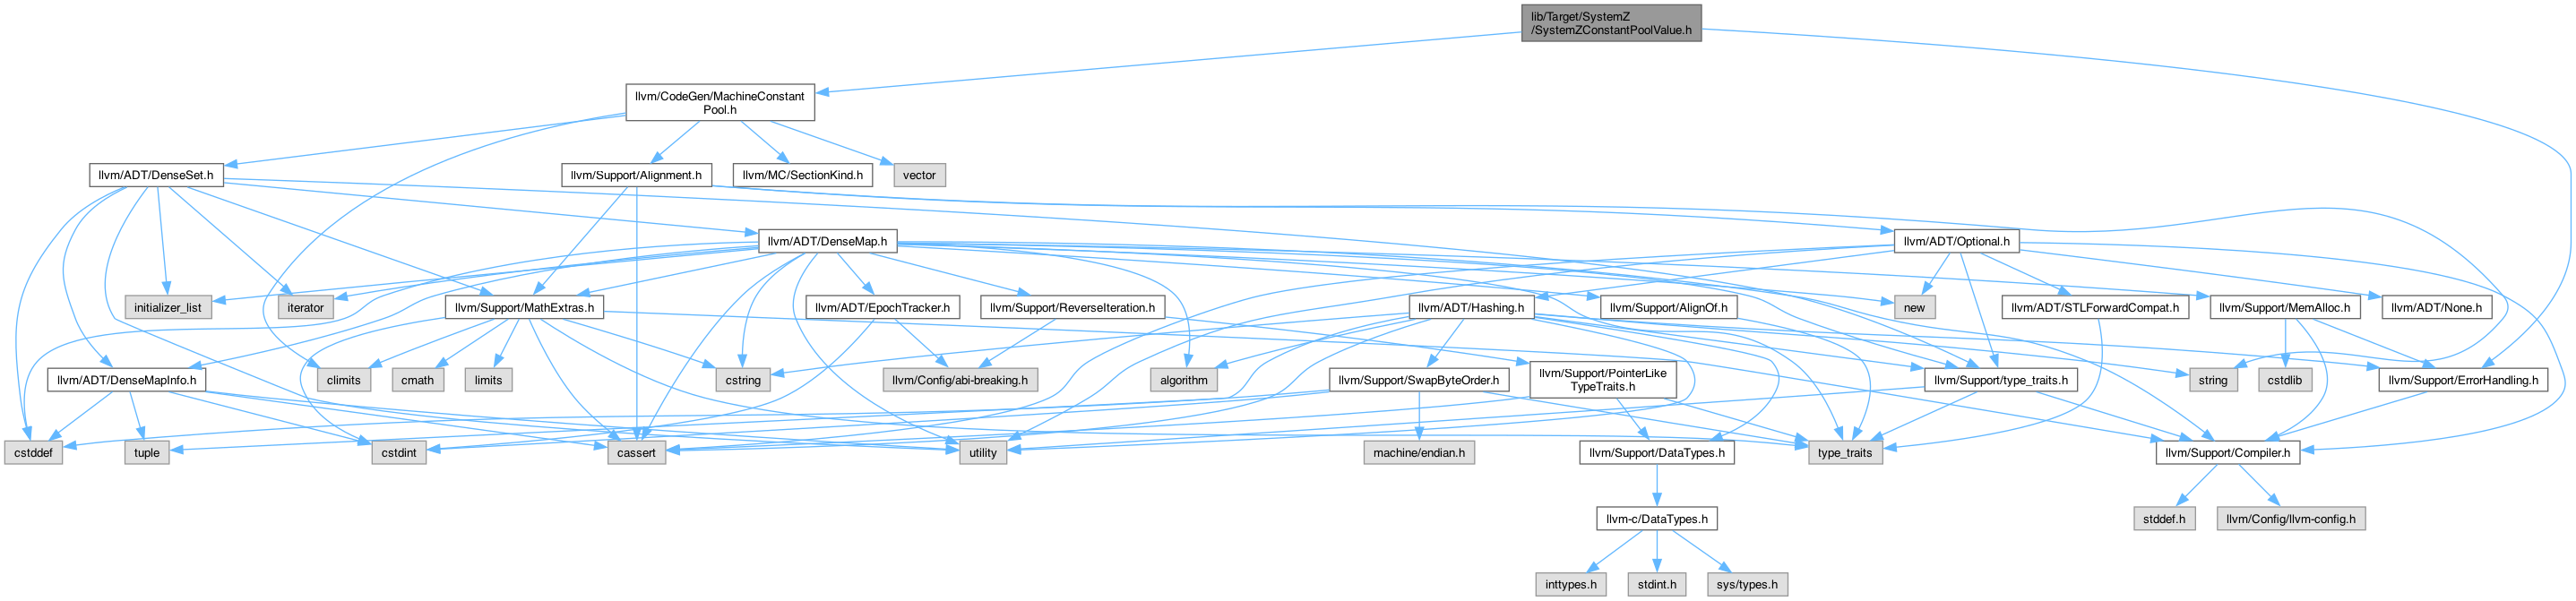 lib/Target/SystemZ
/SystemZConstantPoolValue.h
llvm/CodeGen/MachineConstant
Pool.h
llvm/ADT/DenseSet.h
llvm/Support/Alignment.h
llvm/MC/SectionKind.h
vector
llvm/ADT/DenseMap.h
llvm/ADT/Optional.h
initializer_list
iterator
llvm/Support/MathExtras.h
llvm/ADT/EpochTracker.h
llvm/Support/ReverseIteration.h
llvm/ADT/Hashing.h
llvm/Support/AlignOf.h
new
llvm/ADT/STLForwardCompat.h
llvm/Support/MemAlloc.h
llvm/ADT/None.h
llvm/ADT/DenseMapInfo.h
climits
cmath
limits
cstring
llvm/Config/abi-breaking.h
algorithm
llvm/Support/SwapByteOrder.h
llvm/Support/PointerLike
TypeTraits.h
llvm/Support/type_traits.h
string
cstdlib
llvm/Support/ErrorHandling.h
cstddef
tuple
cstdint
cassert
machine/endian.h
utility
llvm/Support/DataTypes.h
type_traits
llvm/Support/Compiler.h
llvm-c/DataTypes.h
stddef.h
llvm/Config/llvm-config.h
inttypes.h
stdint.h
sys/types.h